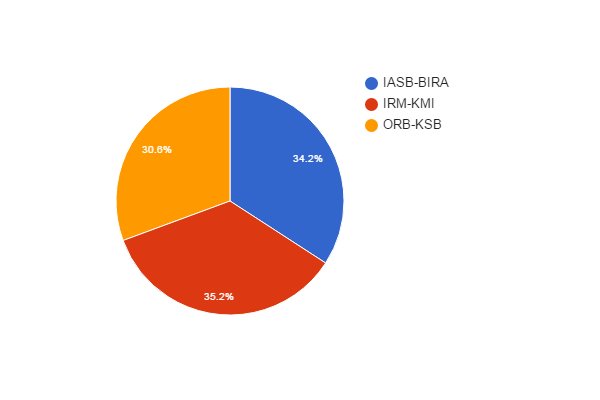 IASB-BIRA
IRM-KMI
ORB-KSB
34.2%
30.6%
35.2%